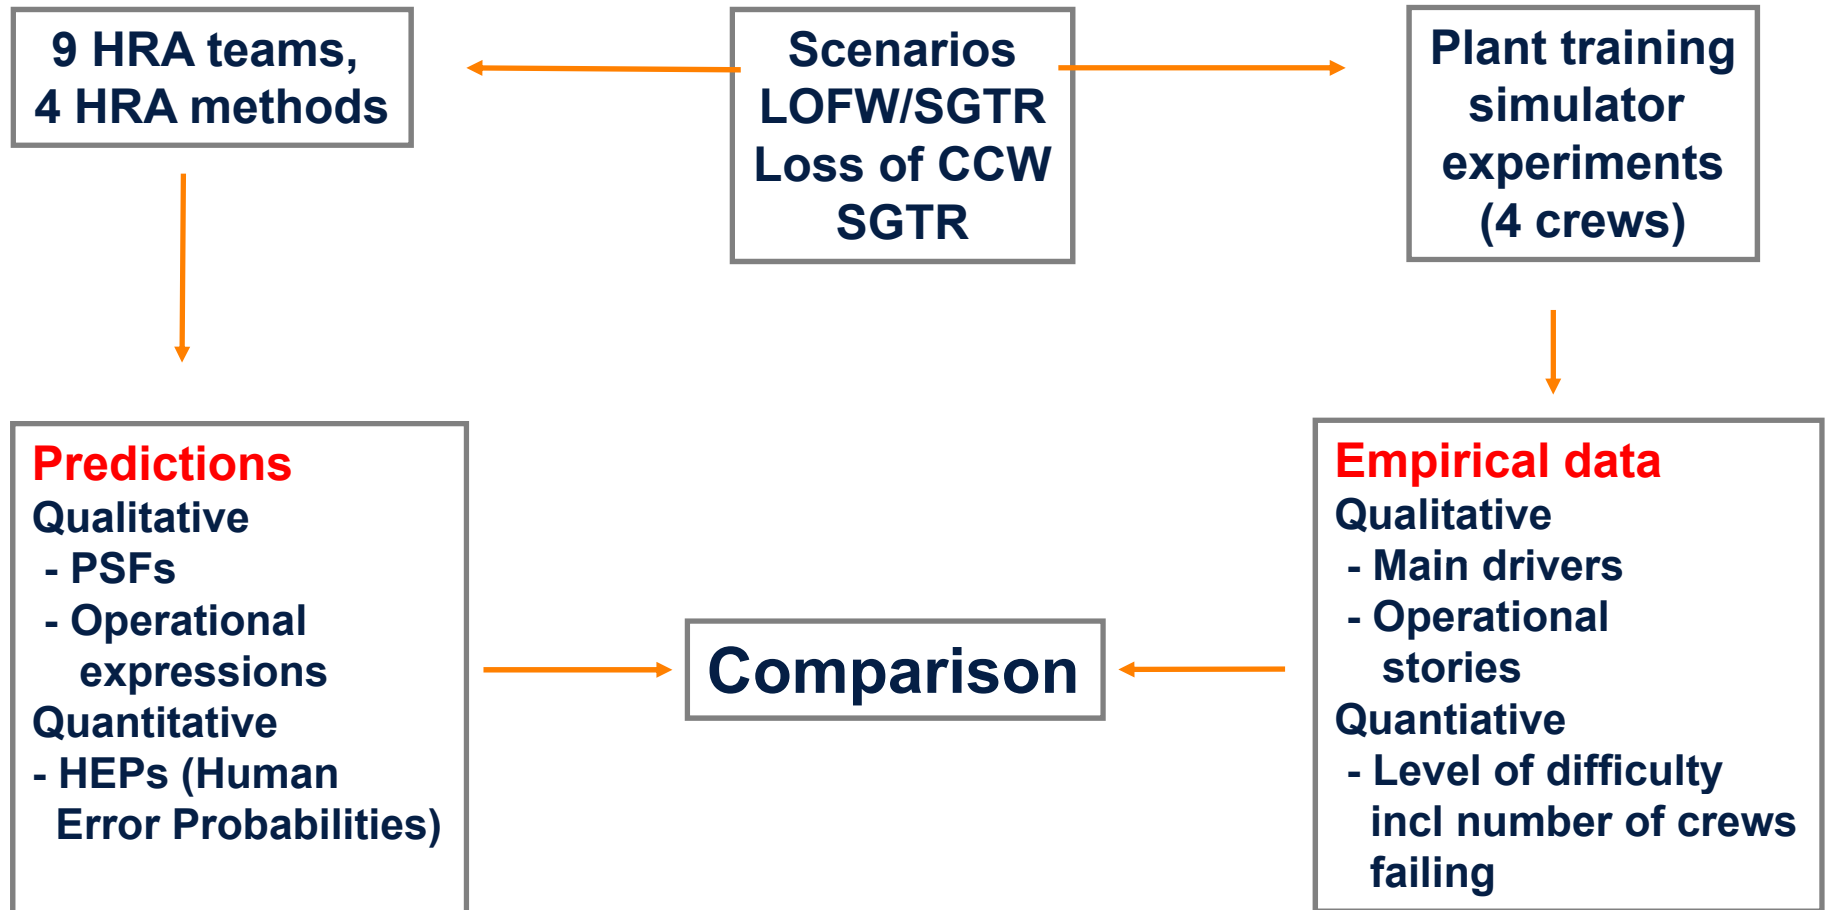 9 HRA teams,
4 HRA methods
Scenarios
LOFW/SGTR
Loss of CCW
SGTR
Plant training
simulator
experiments
(4 crews)
Predictions
Qualitative
- PSFs
- Operational
expressions
Quantitative
- HEPs (Human
Error Probabilities)
Comparison
Empirical data
Qualitative
- Main drivers
- Operational
stories
Quantiative
- Level of difficulty
incl number of crews
failing